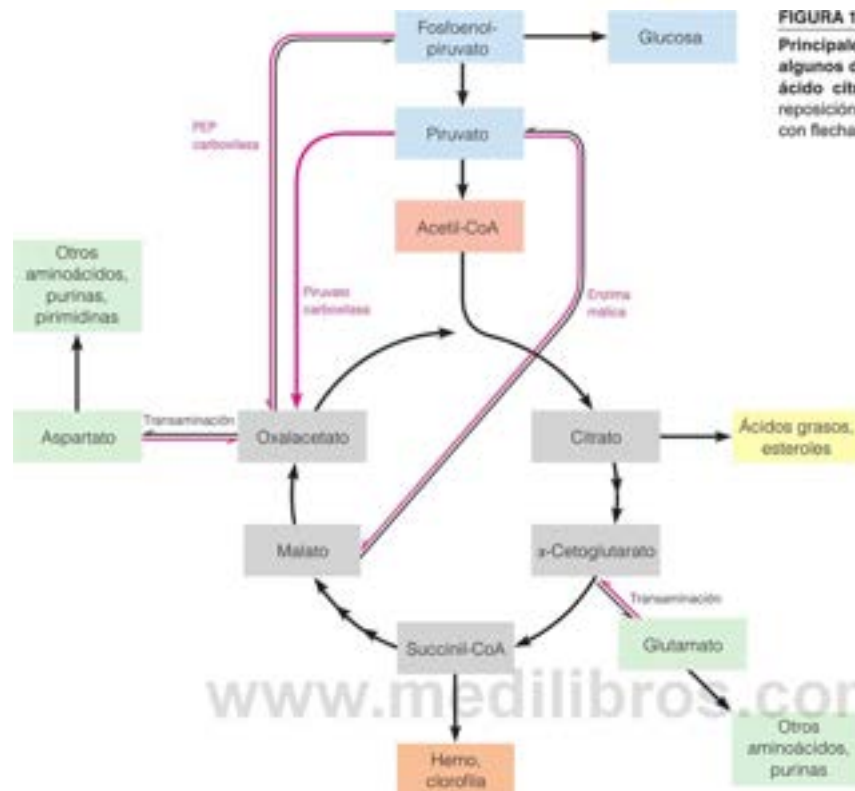 FIGURA 1
Principale
algunos d
ácido cít
reposición
con flecha
Fosfoenol-
piruvato
Glucosa
PEP
carboxilasa
Piruvato
Acetil-CoA
Otros
aminoácidos,
purinas,
pirimidinas
Piruvato
carboxilasa
Enzima
málica
Aspartato
Transaminación
Oxalacetato
Citrato
Ácidos grasos,
esteroles
Malato
α-Cetoglutarato
Transaminación
Succinil-CoA
Glutamato
www.medilibros.con
Hemo,
clorofila
Otros
aminoácidos,
purinas